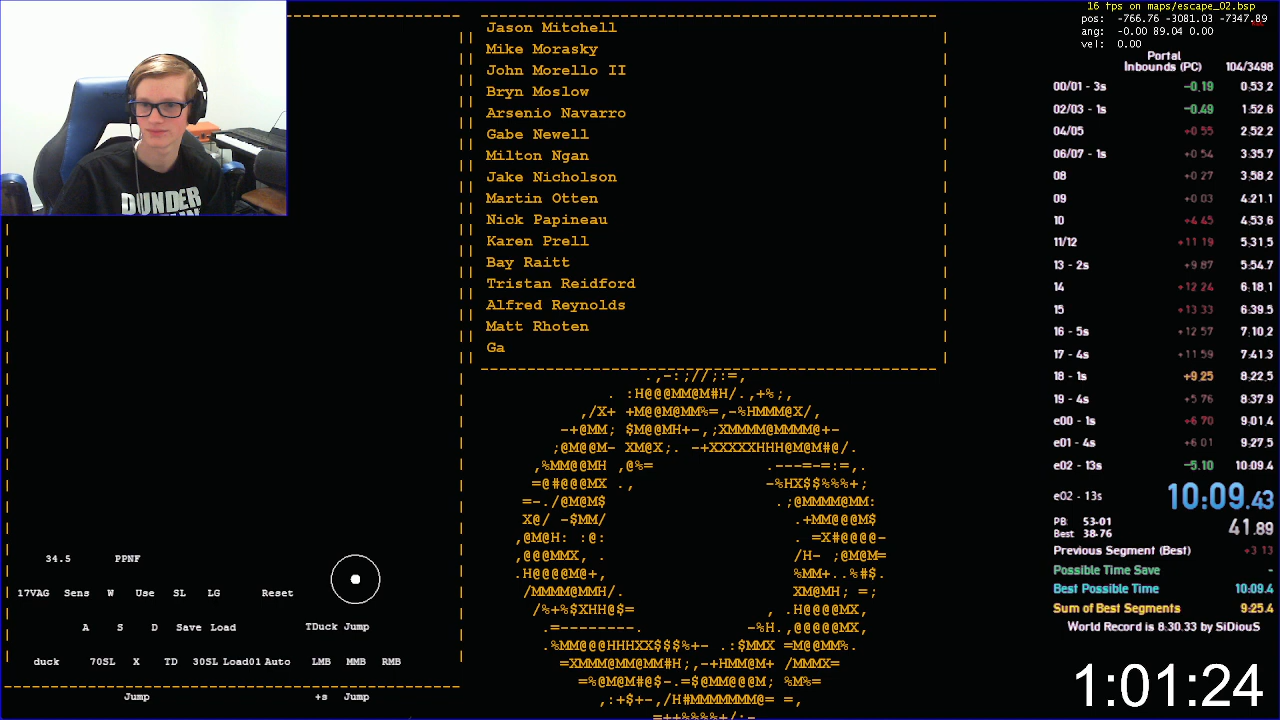 16 fps on maps/escape_02.bsp
pos: -766.76 -3081.03 -7347.89
ang: -0.00 89.04 0.00
vel: 0.00
Jason Mitchell
Mike Morasky
John Morello II
Bryn Moslow
Arsenio Navarro
Gabe Newell
Milton Ngan
Jake Nicholson
Martin Otten
Nick Papineau
Karen Prell
Bay Raitt
Tristan Reidford
Alfred Reynolds
Matt Rhoten
Ga
DUNDER
Portal
Inbounds (PC) 104/3498
00/01 - 3s -0.19 0:53.2
02/03 - 1s -0.49 1:52.6
04/05 +0.55 2:52.2
06/07 - 1s +0.54 3:35.7
08 +0.27 3:58.2
09 +0.03 4:21.1
10 +4.45 4:53.6
11/12 +11.19 5:31.5
13 - 2s +9.87 5:54.7
14 +12.24 6:18.1
15 +13.33 6:39.5
16 - 5s +12.57 7:10.2
17 - 4s +11.59 7:41.3
18 - 1s +9.25 8:22.5
19 - 4s +5.76 8:37.9
e00 - 1s +6.70 9:01.4
e01 - 4s +6.01 9:27.5
e02 - 13s -5.10 10:09.4
e02 - 13s 10:09.43
PB: 53.01
Best: 38.76
41.89
Previous Segment (Best) +3.13
Possible Time Save -
Best Possible Time 10:09.4
Sum of Best Segments 9:25.4
World Record is 8:30.33 by SiDiouS
1:01:24
34.5 PPNF
17VAG Sens W Use SL LG Reset
A S D Save Load TDuck Jump
duck 70SL X TD 30SL Load01 Auto LMB MMB RMB
Jump +s Jump